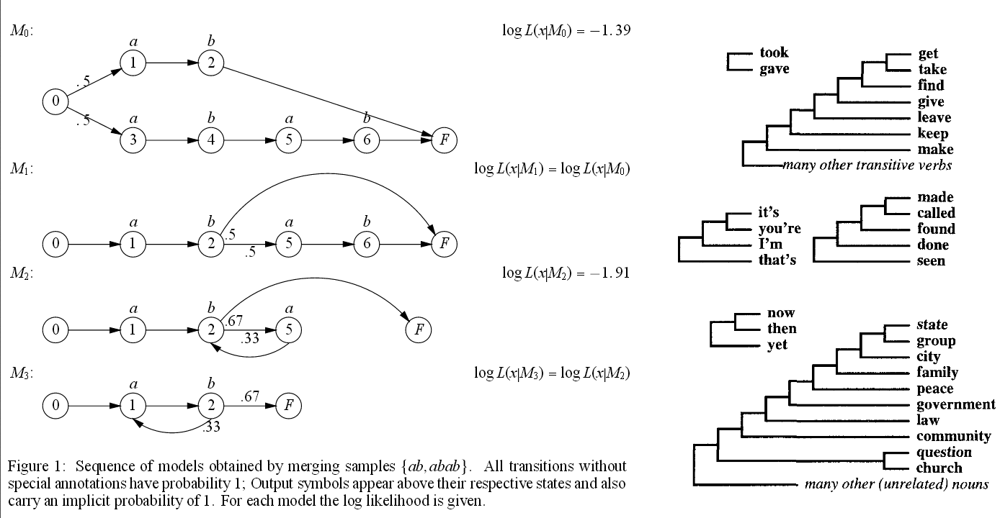 M0:
log L(x|M0) = −1.39
a
b
1
2
.5
0
.5
a
b
a
b
3
4
5
6
F
M1:
log L(x|M1) = log L(x|M0)
a
b
a
b
.5
0
1
2
5
6
F
.5
M2:
log L(x|M2) = −1.91
a
b
a
.67
0
1
2
5
F
.33
M3:
log L(x|M3) = log L(x|M2)
a
b
.67
0
1
2
F
.33
Figure 1: Sequence of models obtained by merging samples {ab, abab}. All transitions without
special annotations have probability 1; Output symbols appear above their respective states and also
carry an implicit probability of 1. For each model the log likelihood is given.
took
gave
get
take
find
give
leave
keep
make
many other transitive verbs
it's
you're
I'm
that's
made
called
found
done
seen
now
then
yet
state
group
city
family
peace
government
law
community
question
church
many other (unrelated) nouns